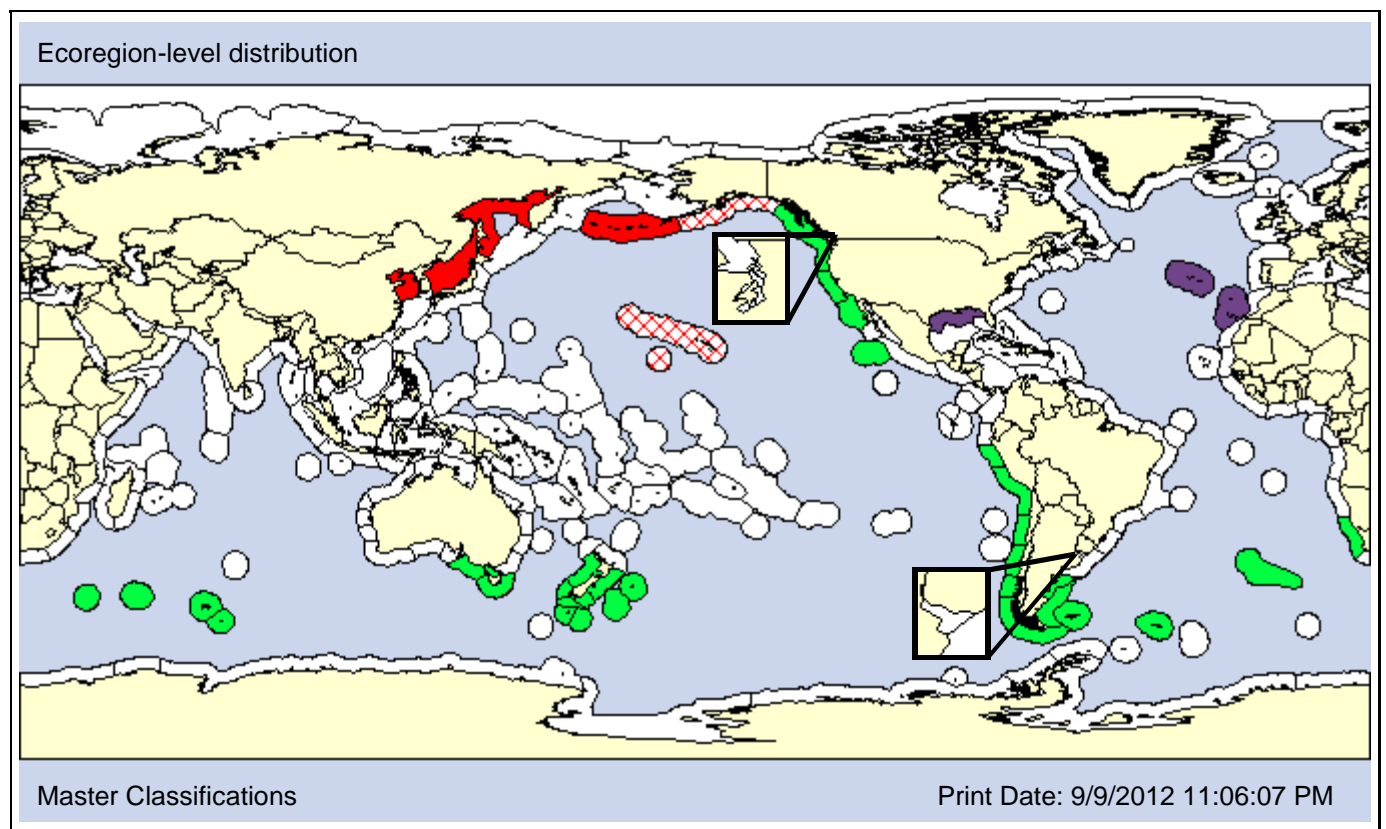 Ecoregion-level distribution
Master Classifications
Print Date: 9/9/2012 11:06:07 PM